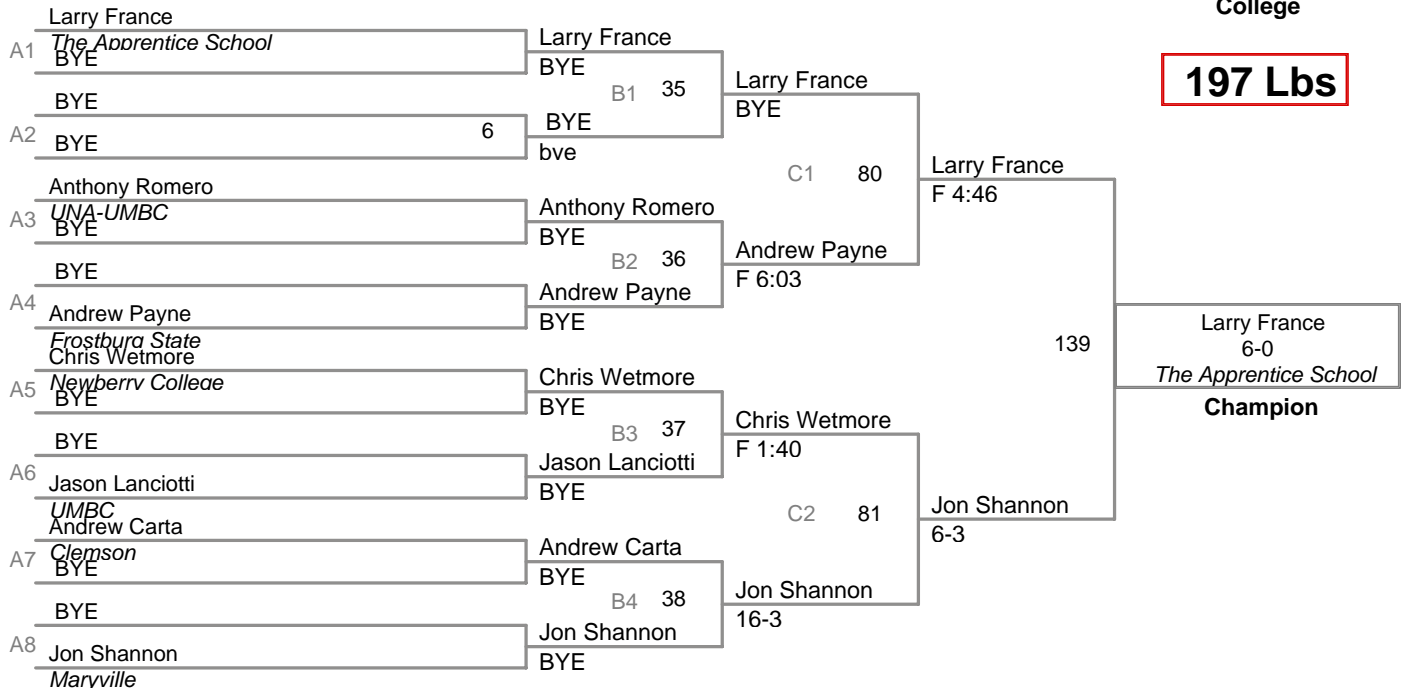 College
197 Lbs
Larry France
A1
The Apprentice School
BYE
BYE
A2
BYE
6
Anthony Romero
A3
UNA-UMBC
BYE
BYE
A4
Andrew Payne
Frostburg State
Chris Wetmore
A5
Newberry College
BYE
BYE
A6
Jason Lanciotti
UMBC
Andrew Carta
A7
Clemson
BYE
BYE
A8
Jon Shannon
Maryville
Larry France
BYE
B1 35
BYE
bye
Anthony Romero
BYE
B2 36
Andrew Payne
BYE
Chris Wetmore
BYE
B3 37
Jason Lanciotti
BYE
Andrew Carta
BYE
B4 38
Jon Shannon
BYE
Larry France
BYE
C1 80
Andrew Payne
F 6:03
Chris Wetmore
F 1:40
C2 81
Jon Shannon
16-3
Larry France
F 4:46
139
Jon Shannon
6-3
Larry France
6-0
The Apprentice School
Champion